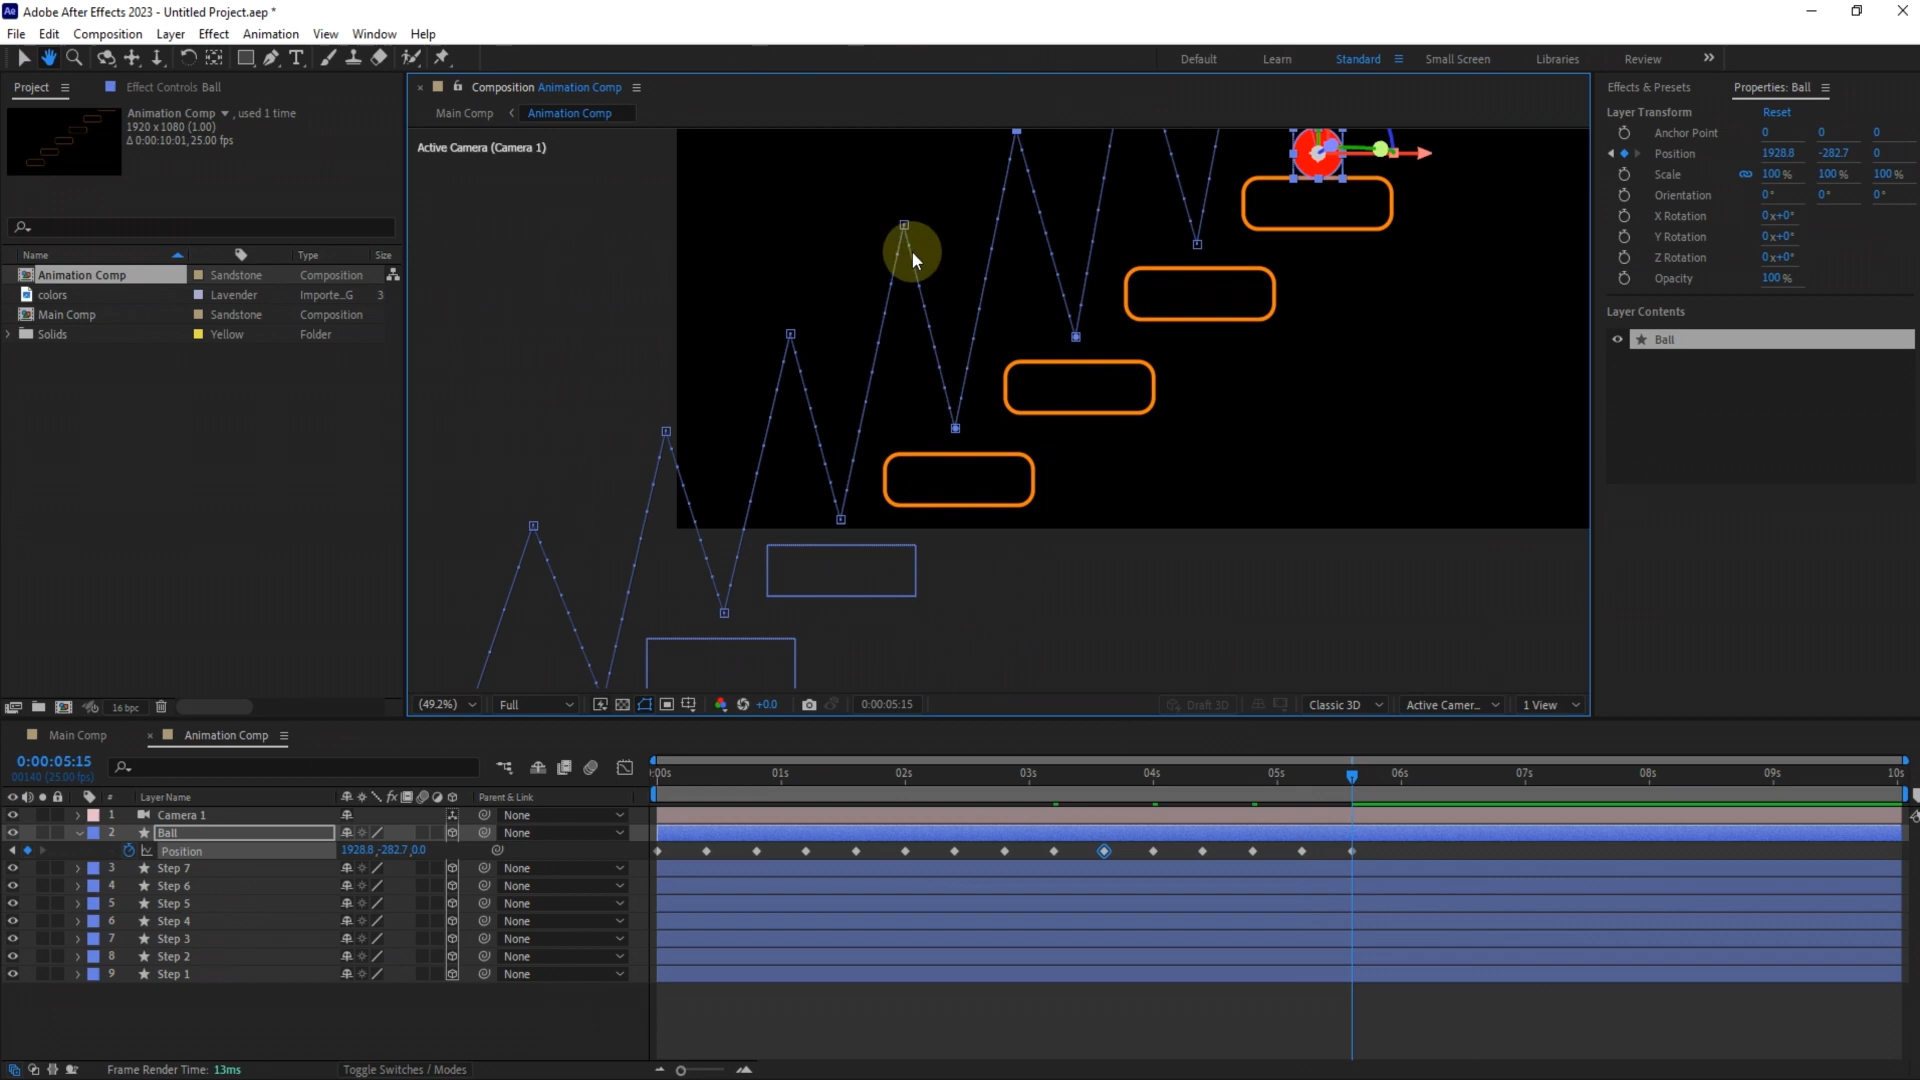 Adobe After Effects 2023 - Untitled Project.aep *
File Edit Composition Layer Effect Animation View Window Help
Default Learn Standard Small Screen Libraries Review
Project Effect Controls Ball
Animation Comp , used 1 time
1920 x 1080 (1.00)
Δ 0:00:10:01, 25.00 fps
Name Type Size
Animation Comp Sandstone Composition
colors Lavender Importe...G 3
Main Comp Sandstone Composition
Solids Yellow Folder
16 bpc
Composition Animation Comp
Main Comp Animation Comp
Active Camera (Camera 1)
(49.2%) Full +0.0 0:00:05:15 Draft 3D Classic 3D Active Camer... 1 View
Effects & Presets Properties: Ball
Layer Transform Reset
Anchor Point 0 0 0
Position 1928.8 -282.7 0
Scale 100 % 100 % 100 %
Orientation 0° 0° 0°
X Rotation 0x+0°
Y Rotation 0x+0°
Z Rotation 0x+0°
Opacity 100 %
Layer Contents
Ball
Main Comp Animation Comp
0:00:05:15
00140 (25.00 fps)
:00s 01s 02s 03s 04s 05s 06s 07s 08s 09s 10s
# Layer Name fx Parent & Link
1 Camera 1 None
2 Ball None
Position 1928.8,-282.7,0.0
3 Step 7 None
4 Step 6 None
5 Step 5 None
6 Step 4 None
7 Step 3 None
8 Step 2 None
9 Step 1 None
Frame Render Time: 13ms Toggle Switches / Modes